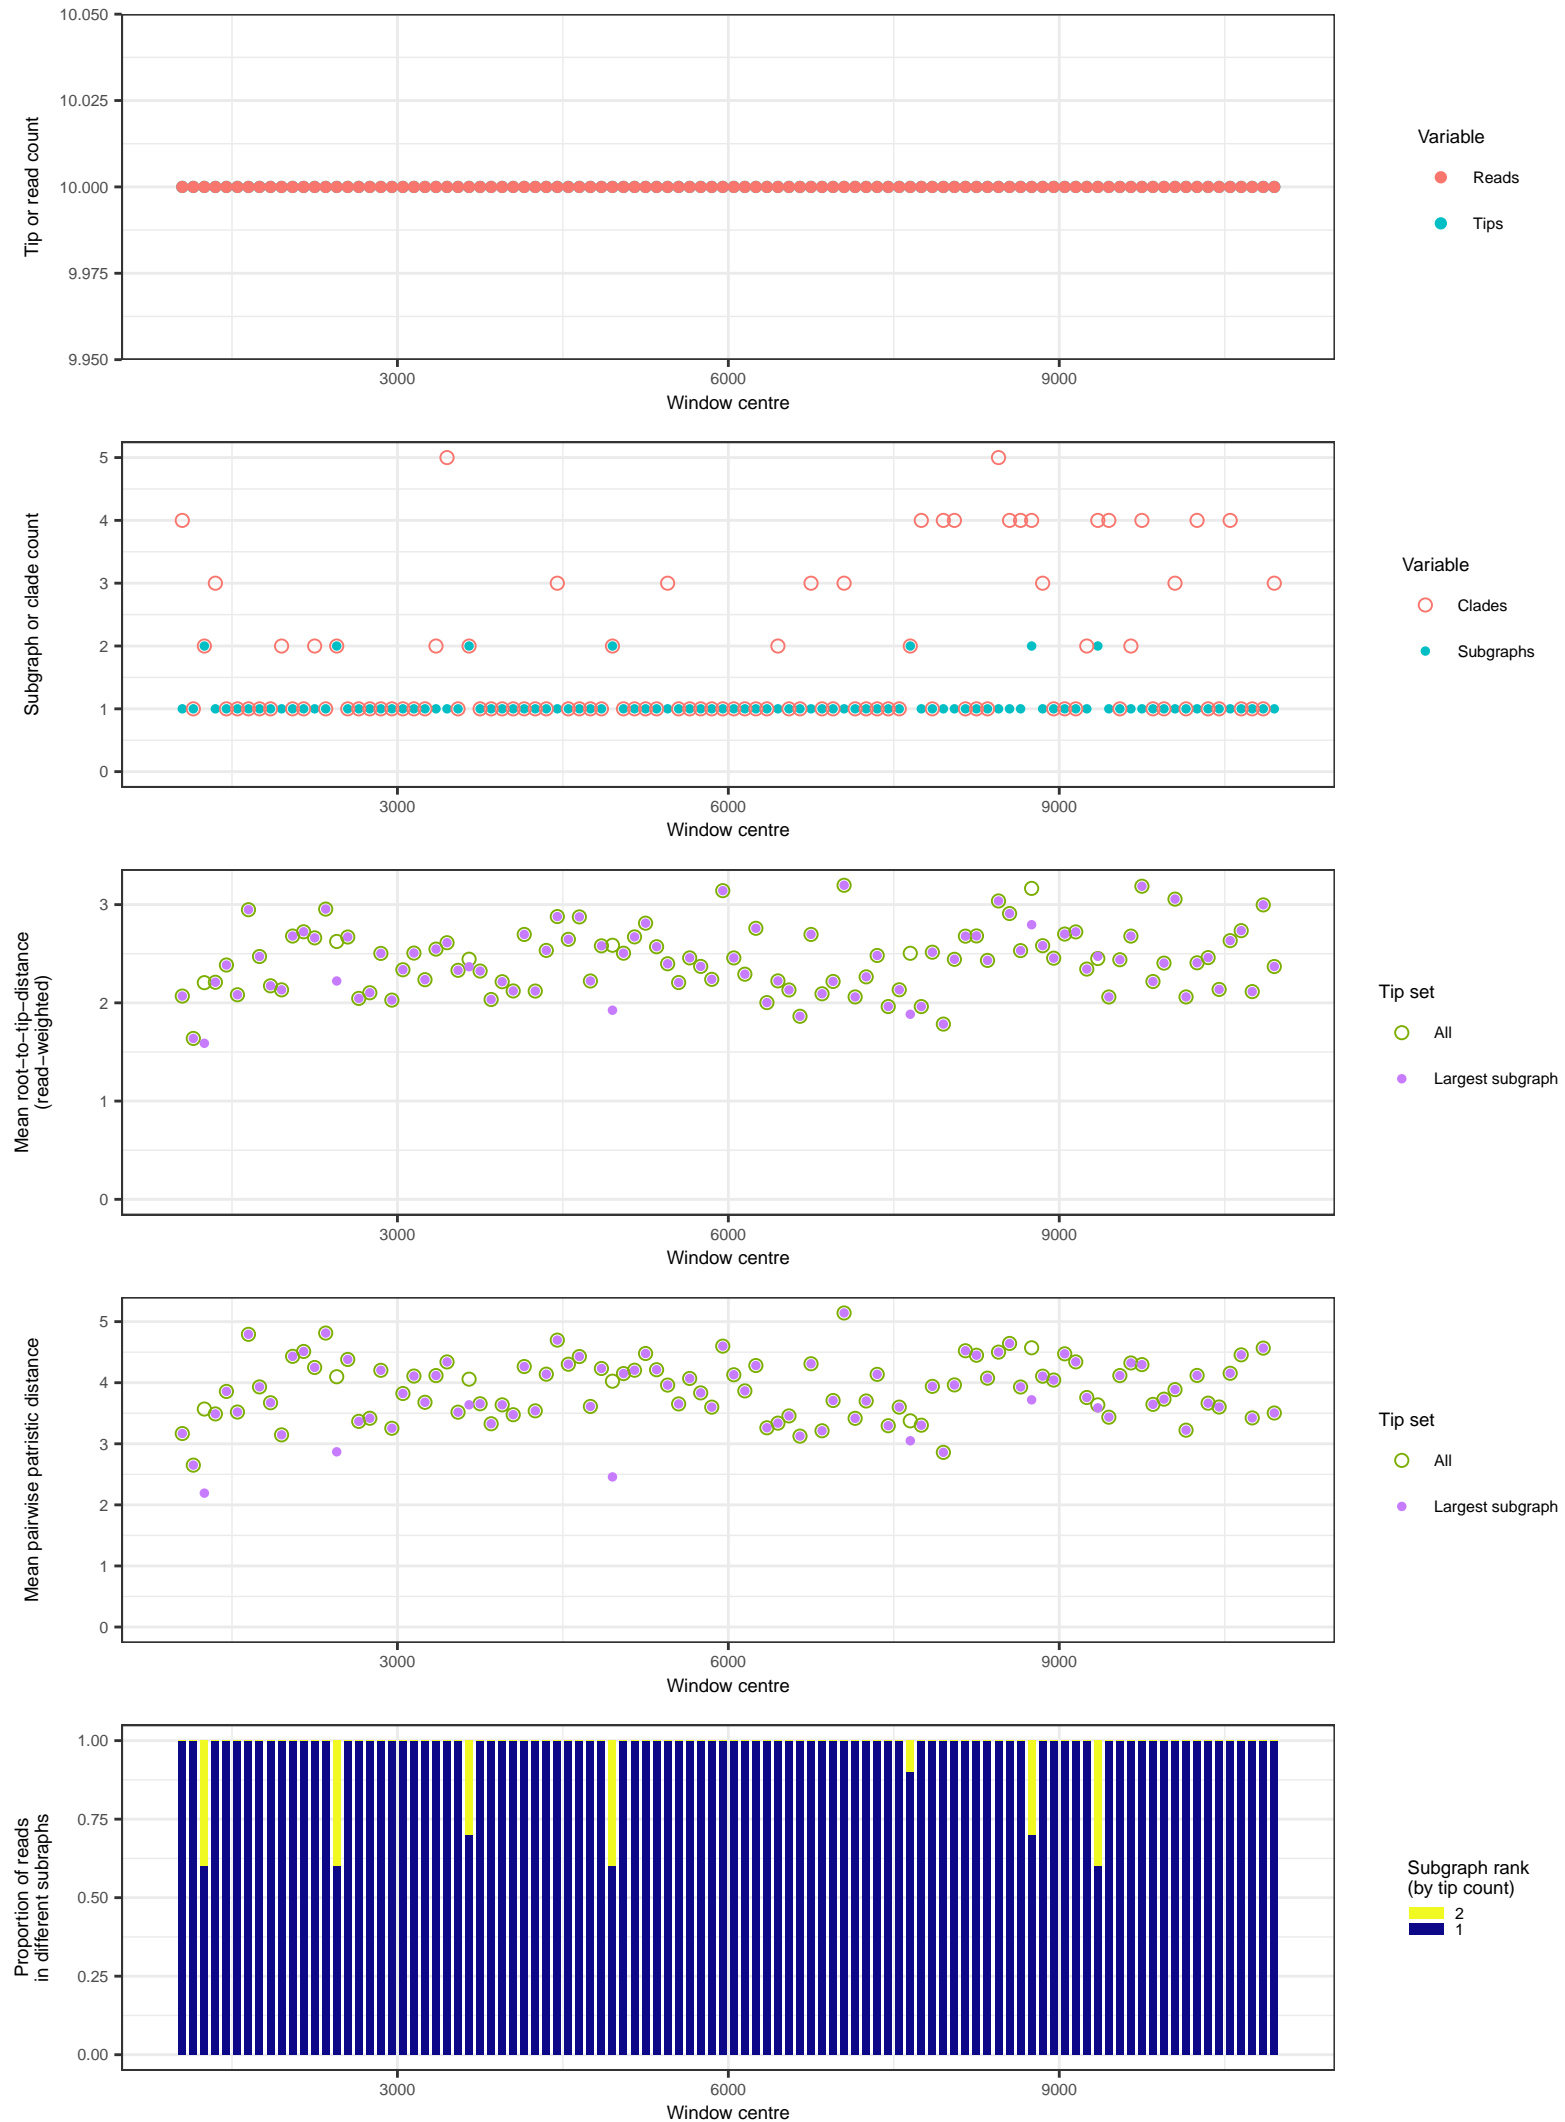 10.050
10.025
10.000
9.975
9.950
Tip or read count
3000
6000
9000
Window centre
Variable
Reads
Tips
5
4
3
2
1
0
Subgraph or clade count
3000
6000
9000
Window centre
Variable
Clades
Subgraphs
3
2
1
0
Mean root−to−tip−distance
(read−weighted)
3000
6000
9000
Window centre
Tip set
All
Largest subgraph
5
4
3
2
1
0
Mean pairwise patristic distance
3000
6000
9000
Window centre
Tip set
All
Largest subgraph
1.00
0.75
0.50
0.25
0.00
Proportion of reads
in different subraphs
3000
6000
9000
Window centre
Subgraph rank
(by tip count)
2
1